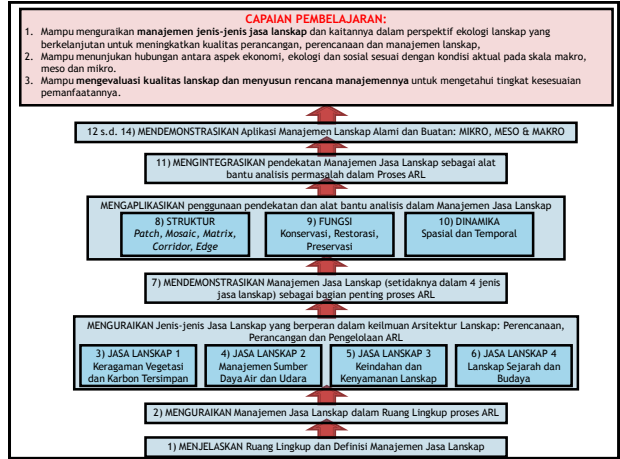 CAPAIAN PEMBELAJARAN:
1. Mampu menguraikan manajemen jenis-jenis jasa lanskap dan kaitannya dalam perspektif ekologi lanskap yang
berkelanjutan untuk meningkatkan kualitas perancangan, perencanaan dan manajemen lanskap,
2. Mampu menunjukan hubungan antara aspek ekonomi, ekologi dan sosial sesuai dengan kondisi aktual pada skala makro,
meso dan mikro.
3. Mampu mengevaluasi kualitas lanskap dan menyusun rencana manajemennya untuk mengetahui tingkat kesesuaian
pemanfaatannya.
12 s.d. 14) MENDEMONSTRASIKAN Aplikasi Manajemen Lanskap Alami dan Buatan: MIKRO, MESO & MAKRO
11) MENGINTEGRASIKAN pendekatan Manajemen Jasa Lanskap sebagai alat
bantu analisis permasalah dalam Proses ARL
MENGAPLIKASIKAN penggunaan pendekatan dan alat bantu analisis dalam Manajemen Jasa Lanskap
8) STRUKTUR
Patch, Mosaic, Matrix,
Corridor, Edge
9) FUNGSI
Konservasi, Restorasi,
Preservasi
10) DINAMIKA
Spasial dan Temporal
7) MENDEMONSTRASIKAN Manajemen Jasa Lanskap (setidaknya dalam 4 jenis
jasa lanskap) sebagai bagian penting proses ARL
MENGURAIKAN Jenis-jenis Jasa Lanskap yang berperan dalam keilmuan Arsitektur Lanskap: Perencanaan,
Perancangan dan Pengelolaan ARL
3) JASA LANSKAP 1
Keragaman Vegetasi
dan Karbon Tersimpan
4) JASA LANSKAP 2
Manajemen Sumber
Daya Air dan Udara
5) JASA LANSKAP 3
Keindahan dan
Kenyamanan Lanskap
6) JASA LANSKAP 4
Lanskap Sejarah dan
Budaya
2) MENGURAIKAN Manajemen Jasa Lanskap dalam Ruang Lingkup proses ARL
1) MENJELASKAN Ruang Lingkup dan Definisi Manajemen Jasa Lanskap